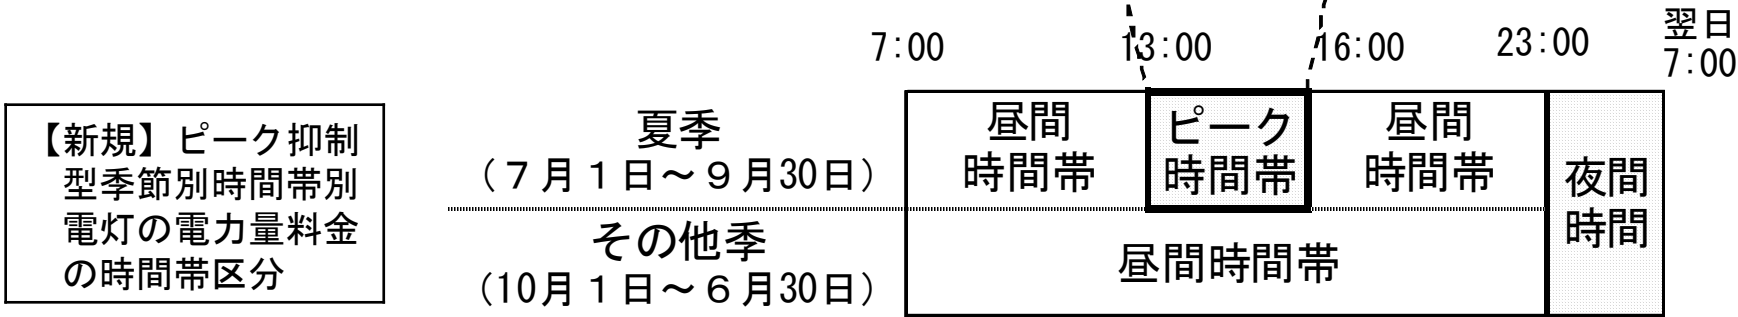 7:00
13:00
16:00
23:00
翌日
7:00
【新規】ピーク抑制
型季節別時間帯別
電灯の電力量料金
の時間帯区分
夏季
（７月１日～９月30日）
昼間
時間帯
ピーク
時間帯
昼間
時間帯
夜間
時間
その他季
（10月１日～６月30日）
昼間時間帯